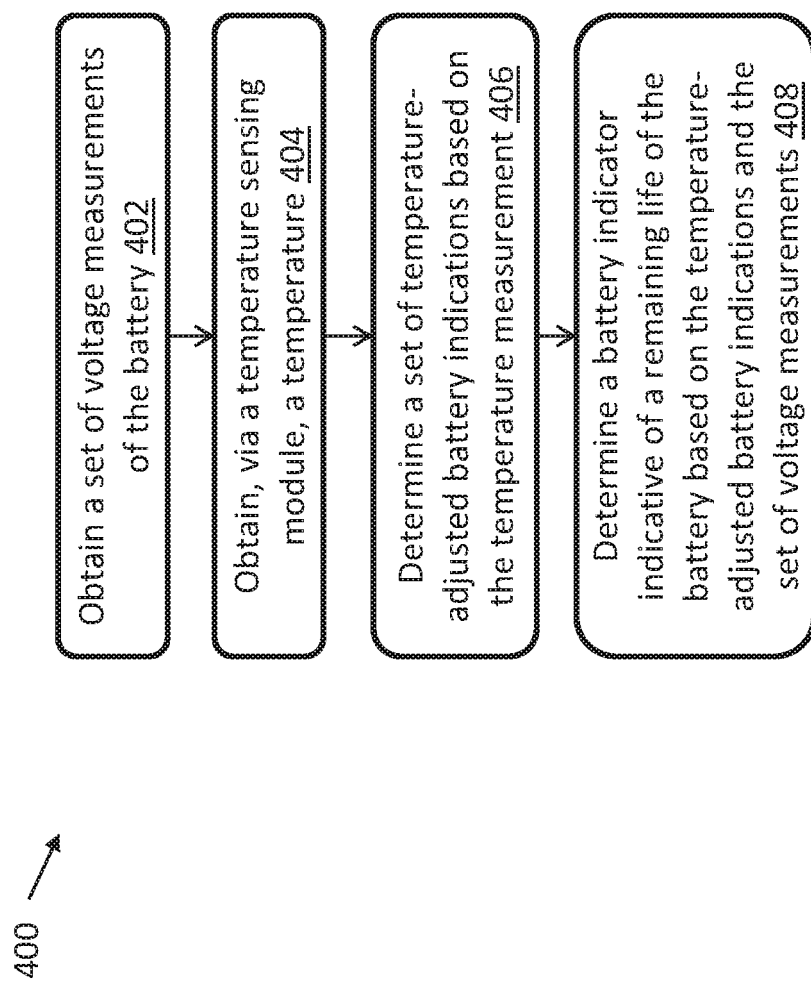 400
Obtain a set of voltage measurements
of the battery 402
Obtain, via a temperature sensing
module, a temperature 404
Determine a set of temperature-
adjusted battery indications based on
the temperature measurement 406
Determine a battery indicator
indicative of a remaining life of the
battery based on the temperature-
adjusted battery indications and the
set of voltage measurements 408